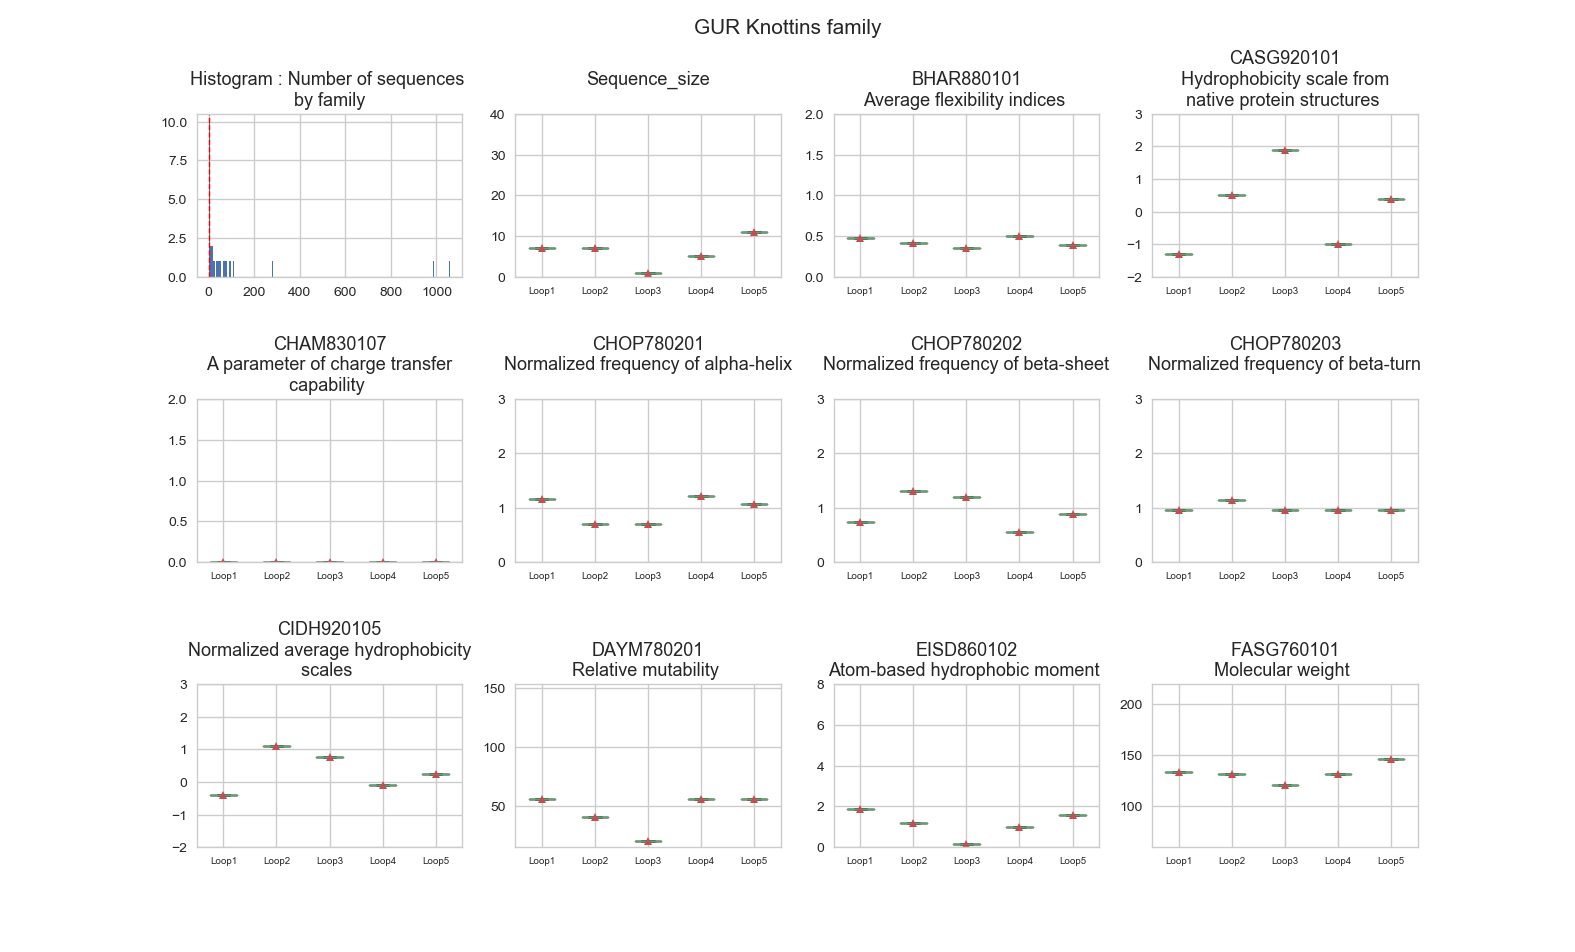 GUR Knottins family
Histogram : Number of sequences
by family
10.0
7.5
5.0
2.5
0.0
0 200 400 600 800 1000
Sequence_size
40
30
20
10
0
Loop1 Loop2 Loop3 Loop4 Loop5
BHAR880101
Average flexibility indices
2.0
1.5
1.0
0.5
0.0
Loop1 Loop2 Loop3 Loop4 Loop5
CASG920101
Hydrophobicity scale from
native protein structures
3
2
1
0
−1
−2
Loop1 Loop2 Loop3 Loop4 Loop5
CHAM830107
A parameter of charge transfer
capability
2.0
1.5
1.0
0.5
0.0
Loop1 Loop2 Loop3 Loop4 Loop5
CHOP780201
Normalized frequency of alpha-helix
3
2
1
0
Loop1 Loop2 Loop3 Loop4 Loop5
CHOP780202
Normalized frequency of beta-sheet
3
2
1
0
Loop1 Loop2 Loop3 Loop4 Loop5
CHOP780203
Normalized frequency of beta-turn
3
2
1
0
Loop1 Loop2 Loop3 Loop4 Loop5
CIDH920105
Normalized average hydrophobicity
scales
3
2
1
0
−1
−2
Loop1 Loop2 Loop3 Loop4 Loop5
DAYM780201
Relative mutability
150
100
50
Loop1 Loop2 Loop3 Loop4 Loop5
EISD860102
Atom-based hydrophobic moment
8
6
4
2
0
Loop1 Loop2 Loop3 Loop4 Loop5
FASG760101
Molecular weight
200
150
100
Loop1 Loop2 Loop3 Loop4 Loop5